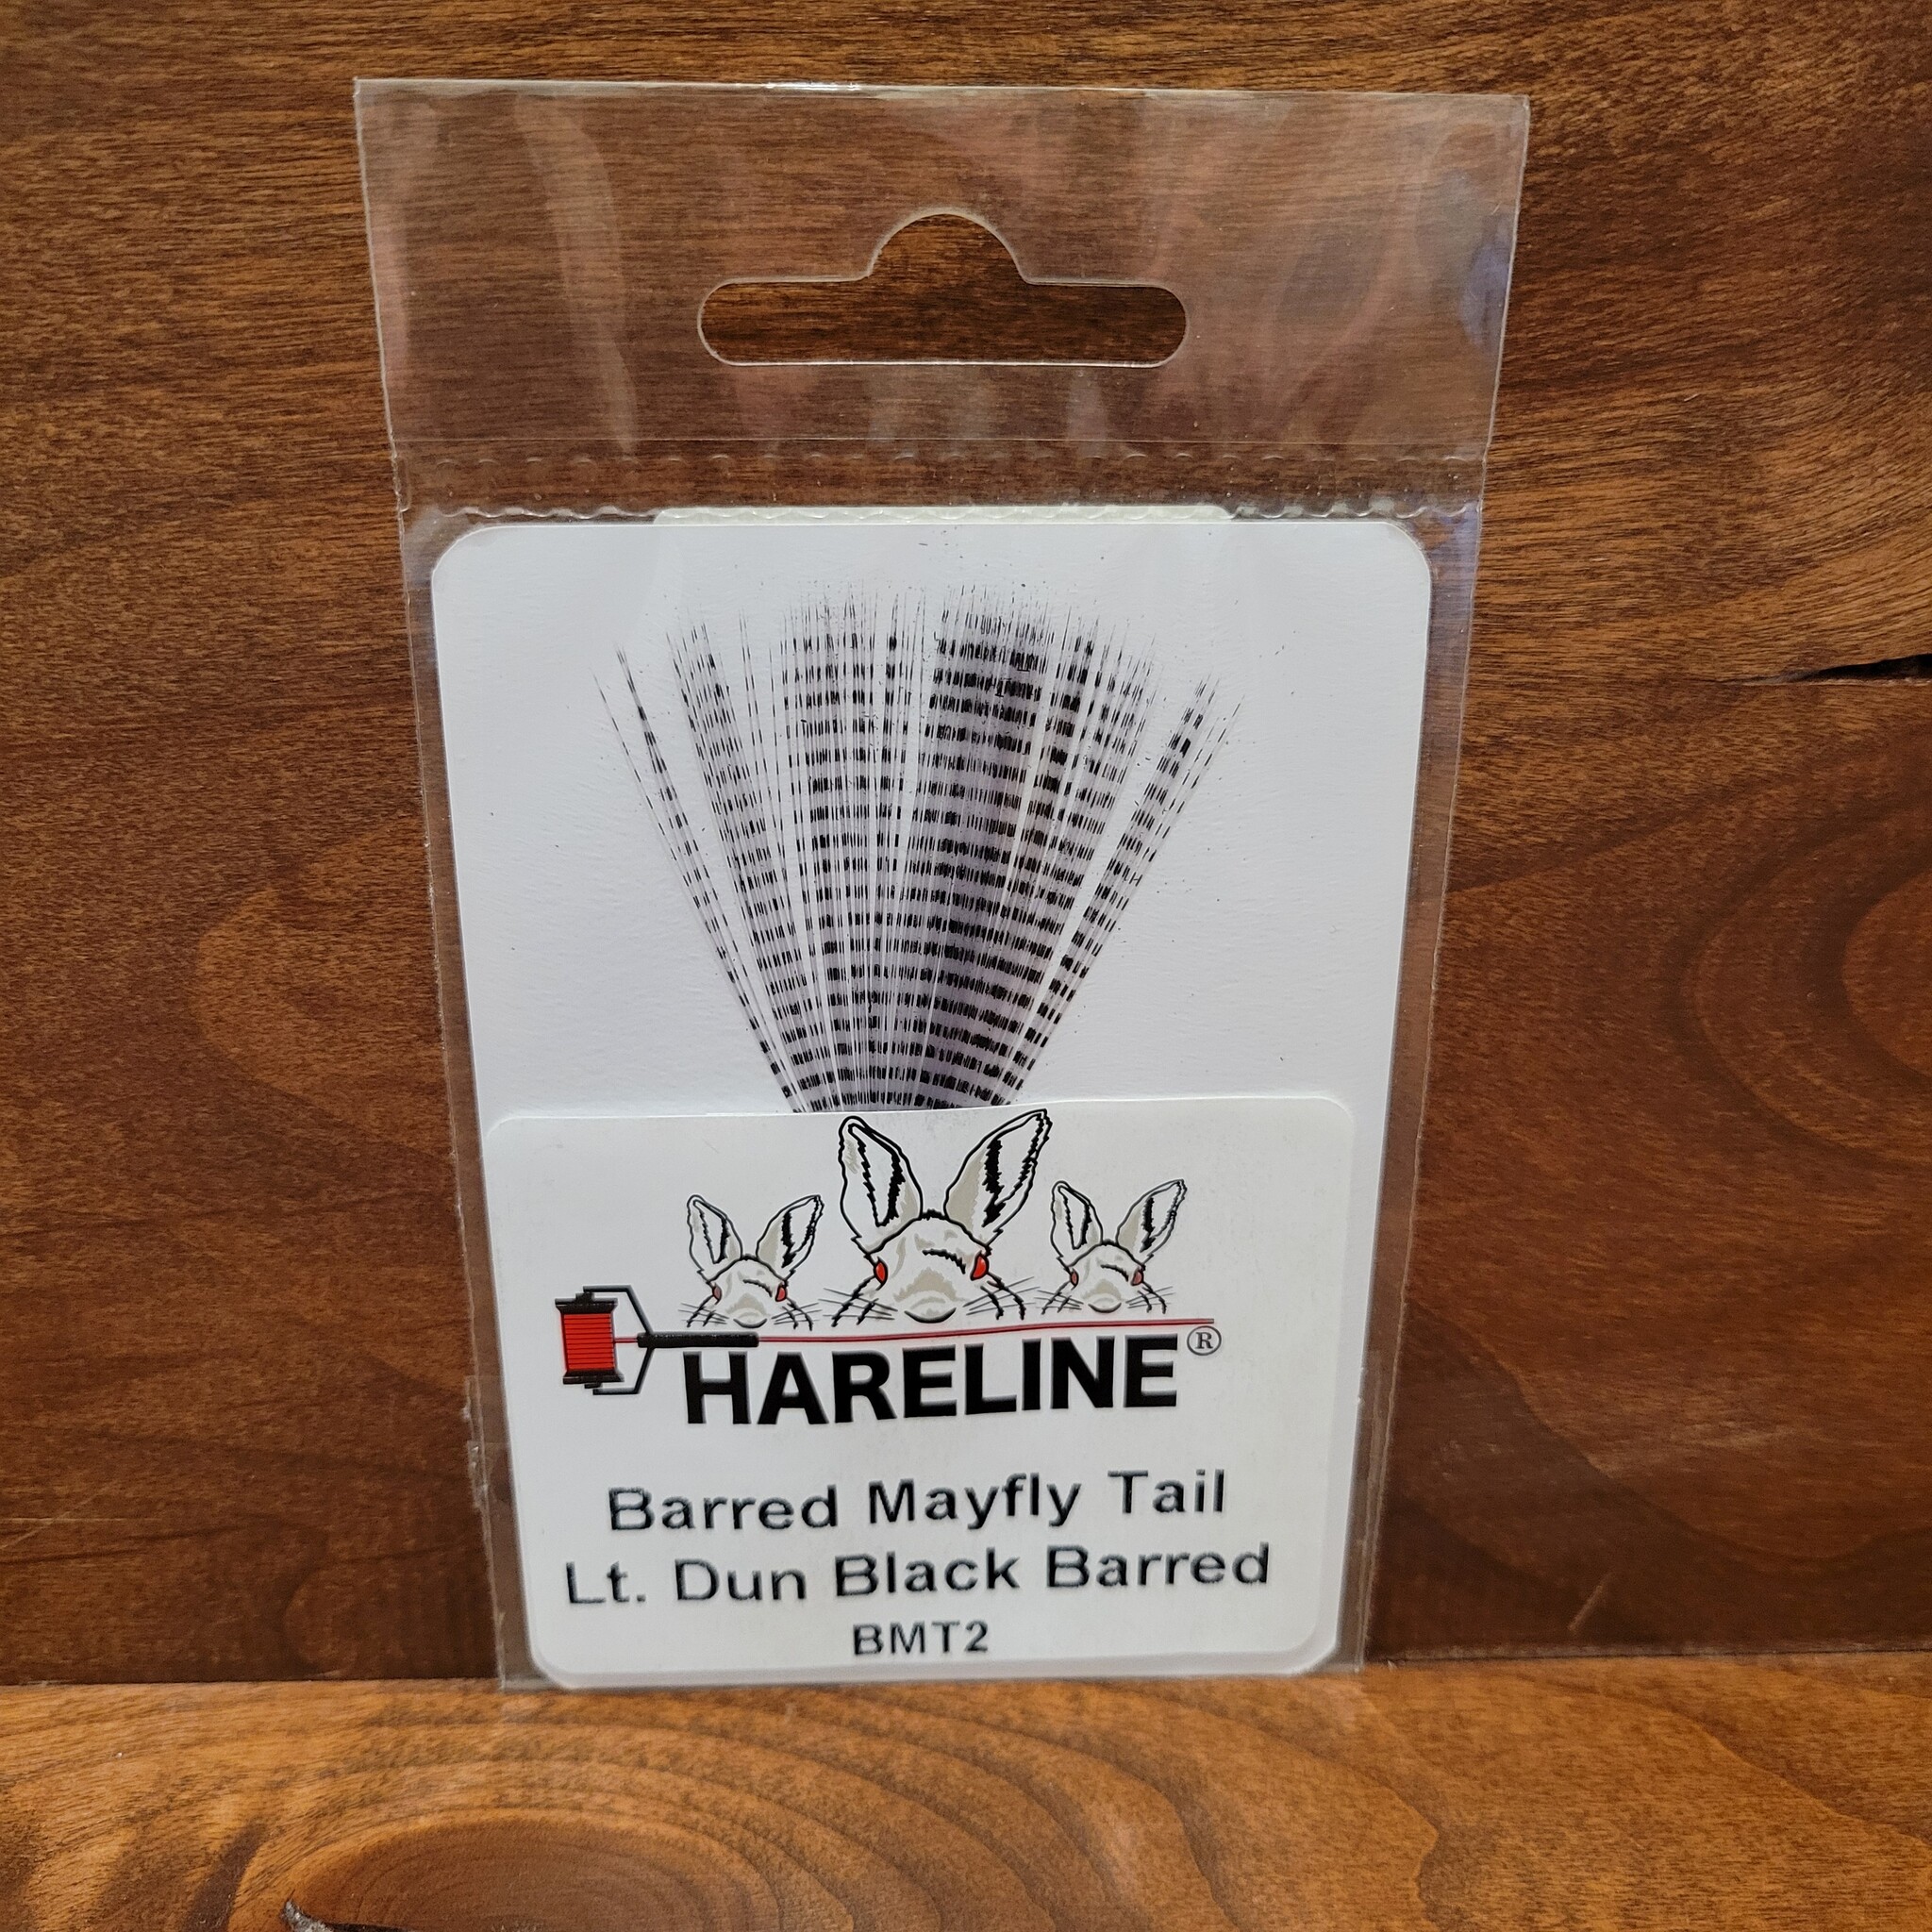 HARELINE®
Barred Mayfly Tail
Lt. Dun Black Barred
BMT2